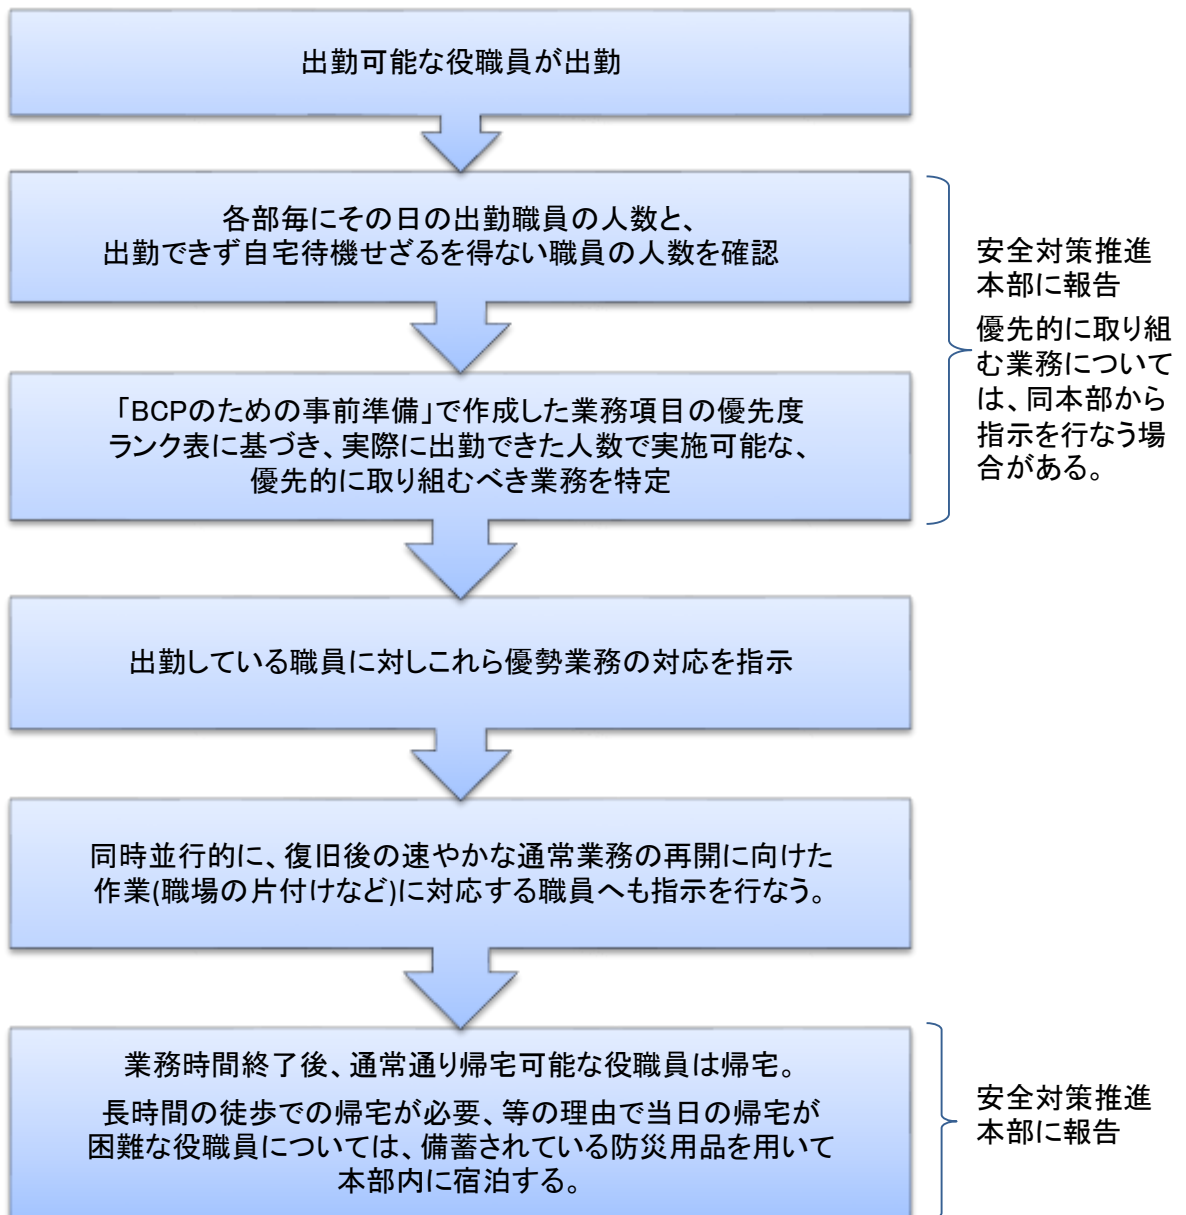 出勤可能な役職員が出勤
各部毎にその日の出勤職員の人数と、
出勤できず自宅待機せざるを得ない職員の人数を確認
「BCPのための事前準備」で作成した業務項目の優先度
ランク表に基づき、実際に出勤できた人数で実施可能な、
優先的に取り組むべき業務を特定
安全対策推進
本部に報告
優先的に取り組
む業務について
は、同本部から
指示を行なう場
合がある。
出勤している職員に対しこれら優勢業務の対応を指示
同時並行的に、復旧後の速やかな通常業務の再開に向けた
作業(職場の片付けなど)に対応する職員へも指示を行なう。
業務時間終了後、通常通り帰宅可能な役職員は帰宅。
長時間の徒歩での帰宅が必要、等の理由で当日の帰宅が
困難な役職員については、備蓄されている防災用品を用いて
本部内に宿泊する。
安全対策推進
本部に報告